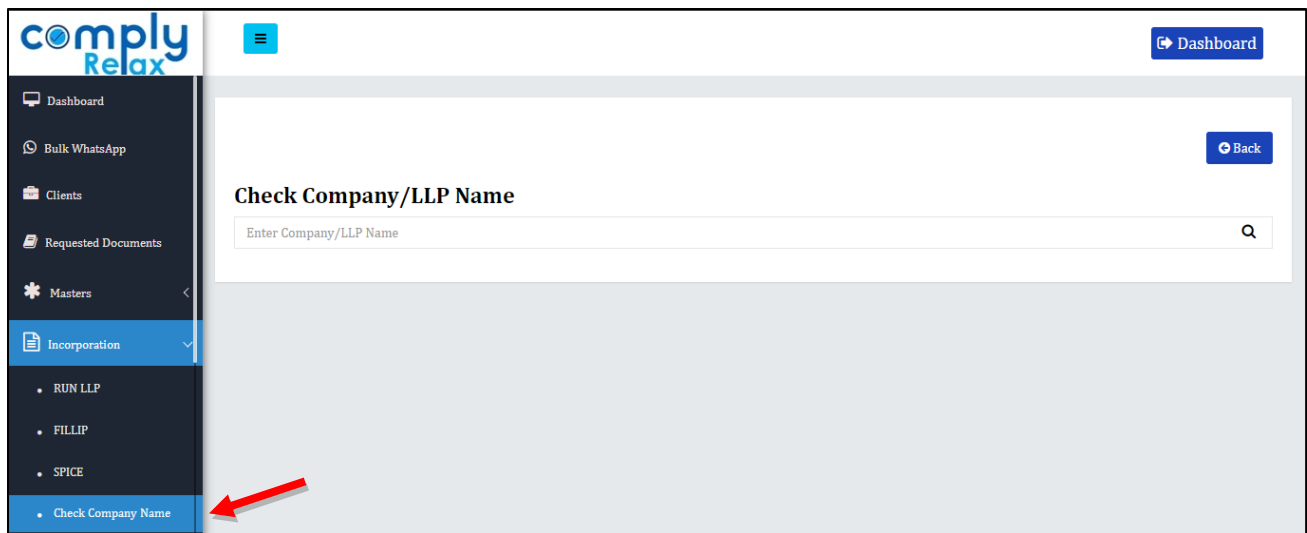 comply
Relax
Dashboard
Dashboard
Bulk WhatsApp
Clients
Requested Documents
Masters
Incorporation
RUN LLP
FILLIP
SPICE
Check Company Name
Back
Check Company/LLP Name
Enter Company/LLP Name